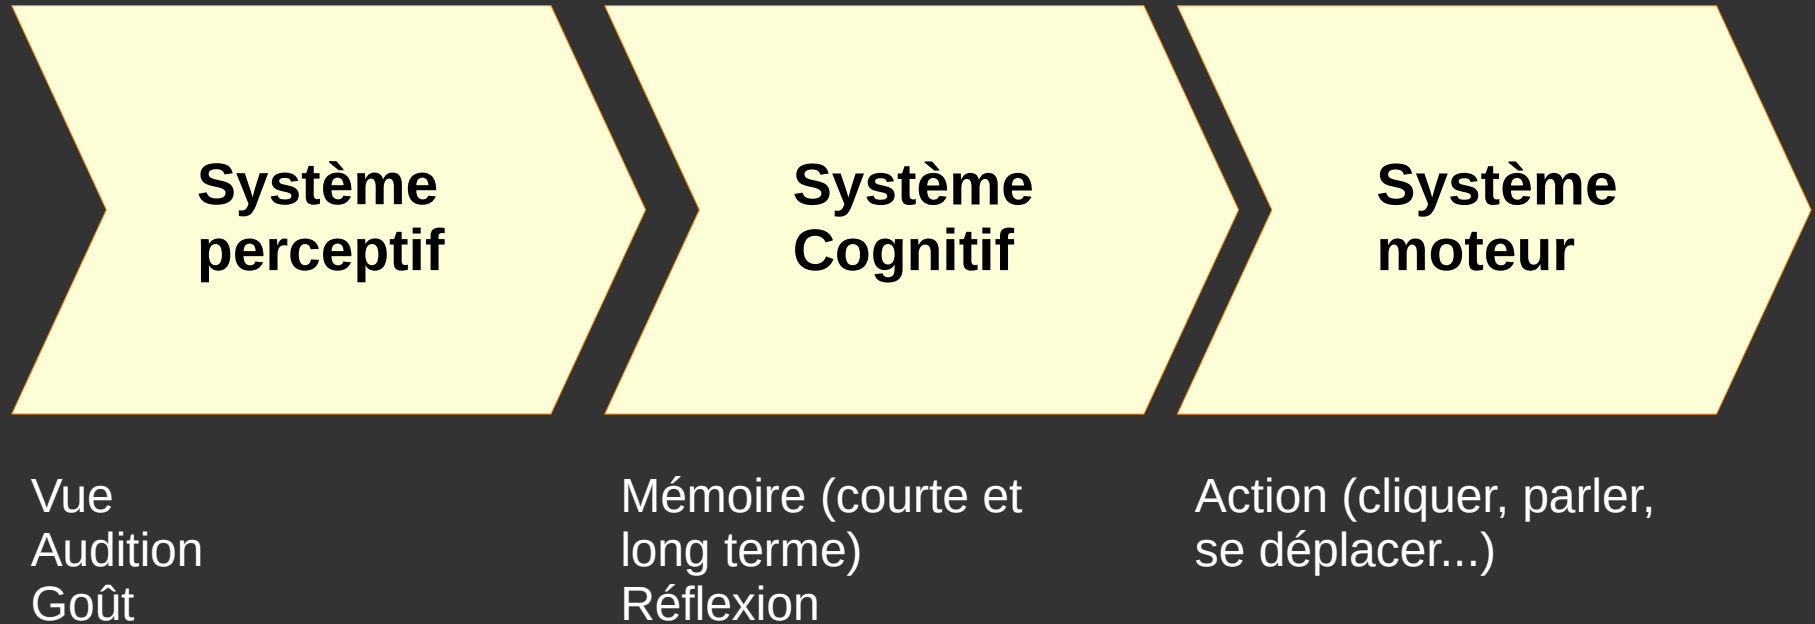 Système
perceptif
Système
Cognitif
Système
moteur
Vue
Audition
Goût
Mémoire (courte et
long terme)
Réflexion
Action (cliquer, parler,
se déplacer...)